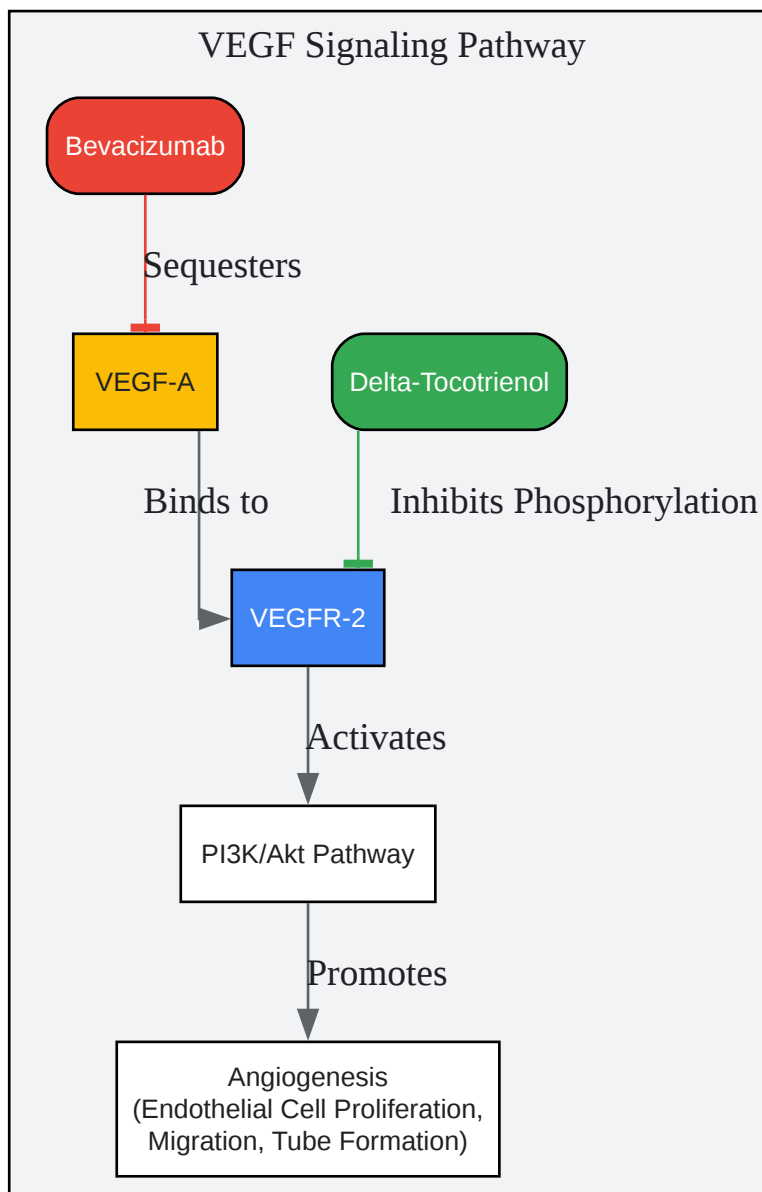 VEGF Signaling Pathway
Bevacizumab
Sequesters
VEGF-A
Delta-Tocotrienol
Binds to
Inhibits Phosphorylation
VEGFR-2
Activates
PI3K/Akt Pathway
Promotes
Angiogenesis
(Endothelial Cell Proliferation,
Migration, Tube Formation)